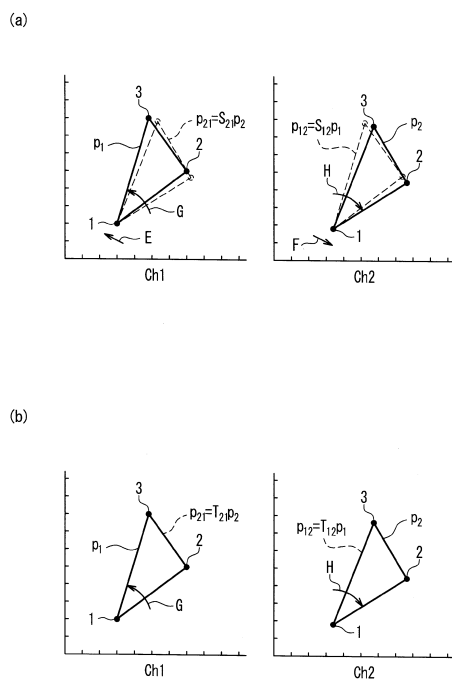 (a)
3
p₁
p₂₁=S₂₁p₂
2
1
G
E
Ch1
3
p₁₂=S₁₂p₁
p₂
H
2
F
1
Ch2
(b)
3
p₁
p₂₁=T₂₁p₂
2
1
G
Ch1
3
p₁₂=T₁₂p₁
p₂
H
2
1
Ch2